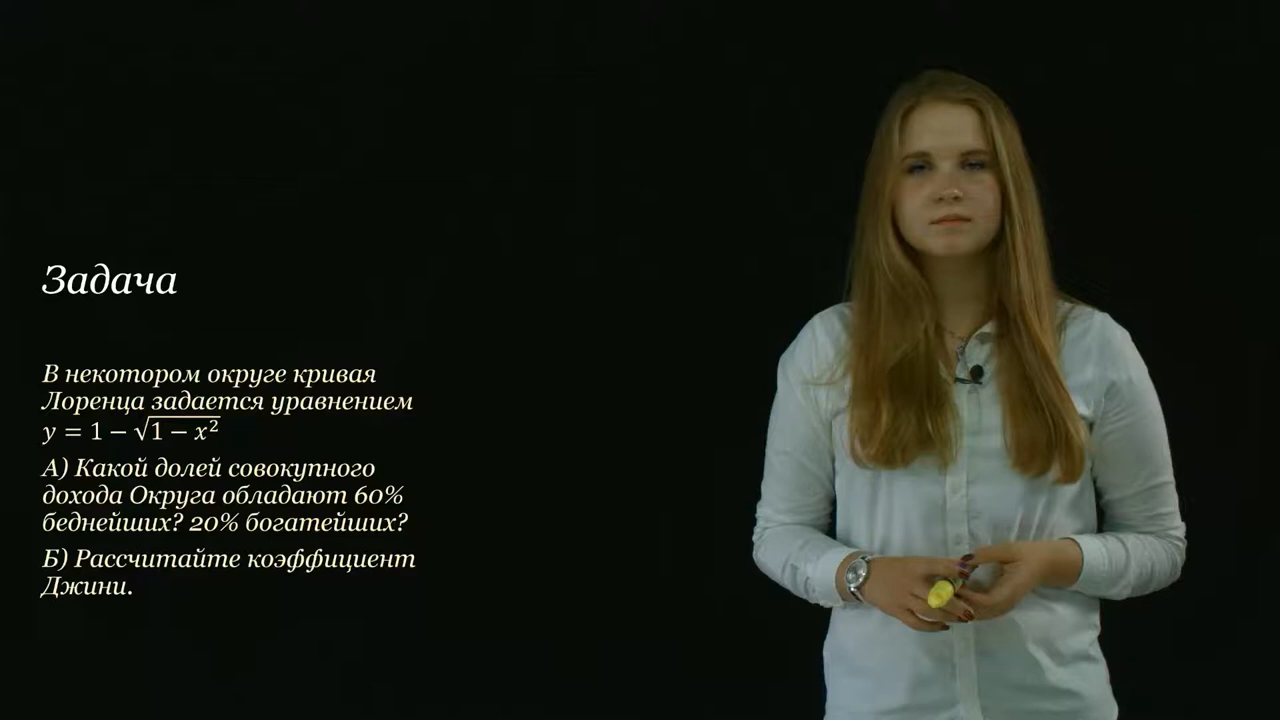 Задача
В некотором округе кривая
Лоренца задается уравнением
y = 1 − √1 − x²
А) Какой долей совокупного
дохода Округа обладают 60%
беднейших? 20% богатейших?
Б) Рассчитайте коэффициент
Джини.